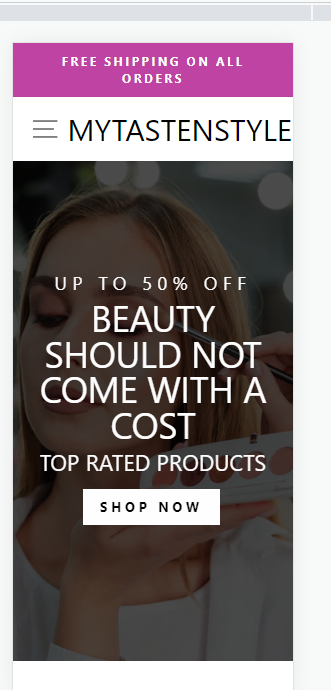 FREE SHIPPING ON ALL
ORDERS
MYTASTENSTYLE
UP TO 50% OFF
BEAUTY
SHOULD NOT
COME WITH A
COST
TOP RATED PRODUCTS
SHOP NOW